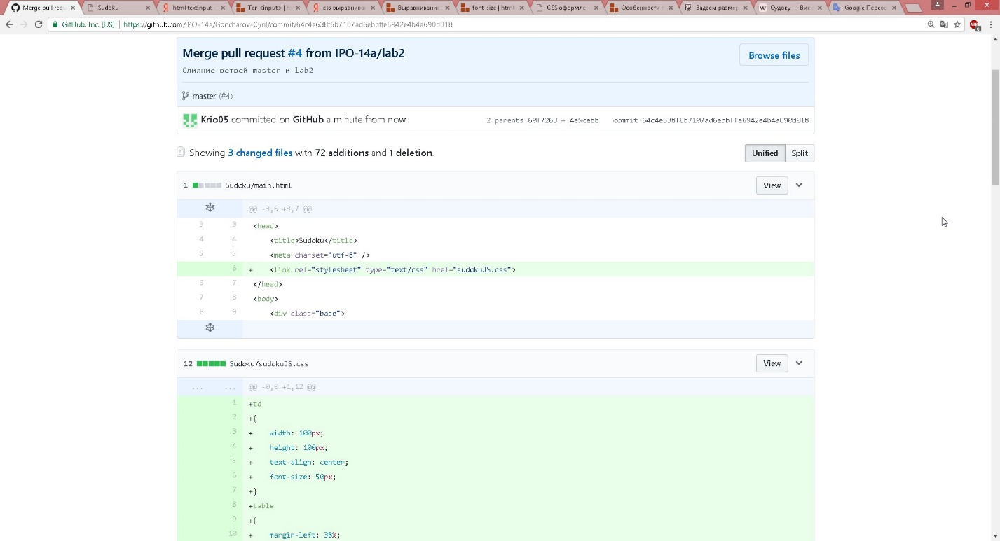 Merge pull requ
Sudoku
html textinput -
Тег <input> | h
css выравнива
Выравнивание
font-size | html
CSS оформле
Особенности
Задаём размер
Судоку — Вик
Google Перев
GitHub, Inc. [US] | https://github.com/IPO-14a/Goncharov-Cyril/commit/64c4e638f6b7107ad6ebbffe6942e4b4a690d018
Merge pull request #4 from IPO-14a/lab2
Browse files
Слияние ветвей master и lab2
master (#4)
Krio05 committed on GitHub a minute from now
2 parents 60f7263 + 4e5ce88 commit 64c4e638f6b7107ad6ebbffe6942e4b4a690d018
Showing 3 changed files with 72 additions and 1 deletion.
Unified Split
1 Sudoku/main.html
View
@@ -3,6 +3,7 @@
3 3 <head>
4 4 <title>Sudoku</title>
5 5 <meta charset="utf-8" />
6 + <link rel="stylesheet" type="text/css" href="sudokuJS.css">
6 7 </head>
7 8 <body>
8 9 <div class="base">
12 Sudoku/sudokuJS.css
View
... ... @@ -0,0 +1,12 @@
1 +td
2 +{
3 + width: 100px;
4 + height: 100px;
5 + text-align: center;
6 + font-size: 50px;
7 +}
8 +table
9 +{
10 + margin-left: 38%;